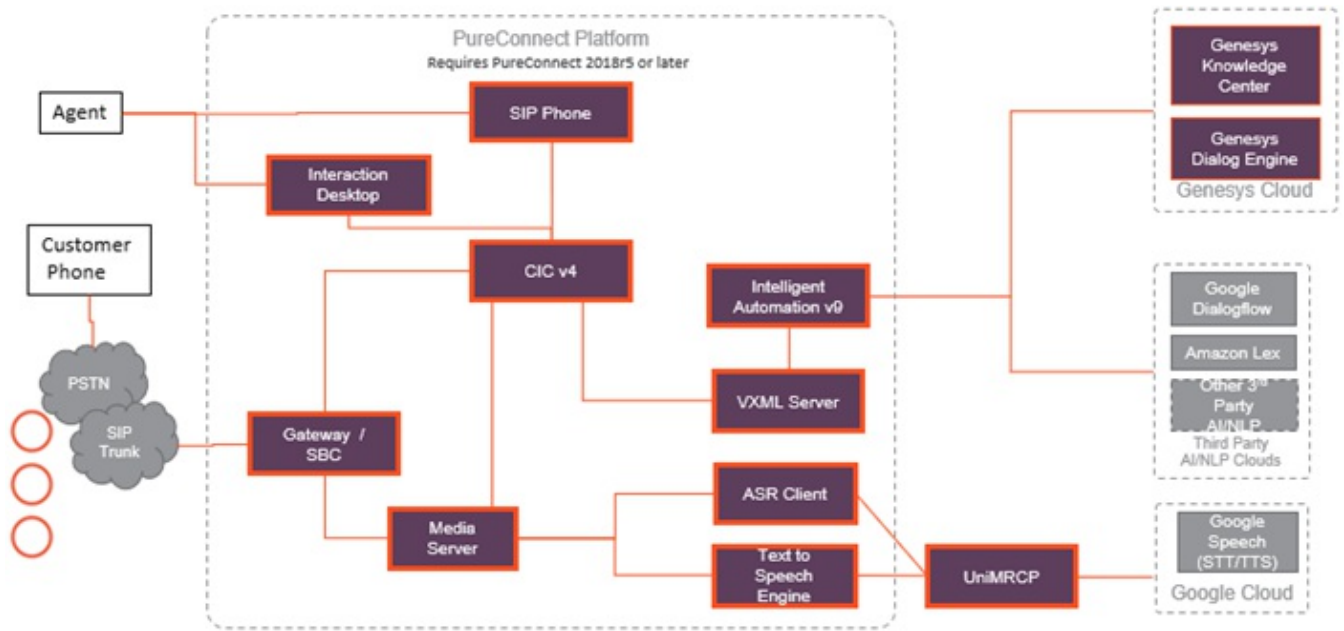 PureConnect Platform
Requires PureConnect 2018r5 or later
Agent
SIP Phone
Interaction
Desktop
Customer
Phone
CIC v4
Intelligent
Automation v9
PSTN
SIP
Trunk
Gateway /
SBC
VXML Server
Media
Server
ASR Client
Text to
Speech
Engine
UniMRCP
Genesys
Knowledge
Center
Genesys
Dialog Engine
Genesys Cloud
Google
Dialogflow
Amazon Lex
Other 3rd
Party
AI/NLP
Third Party
AI/NLP Clouds
Google
Speech
(STT/TTS)
Google Cloud